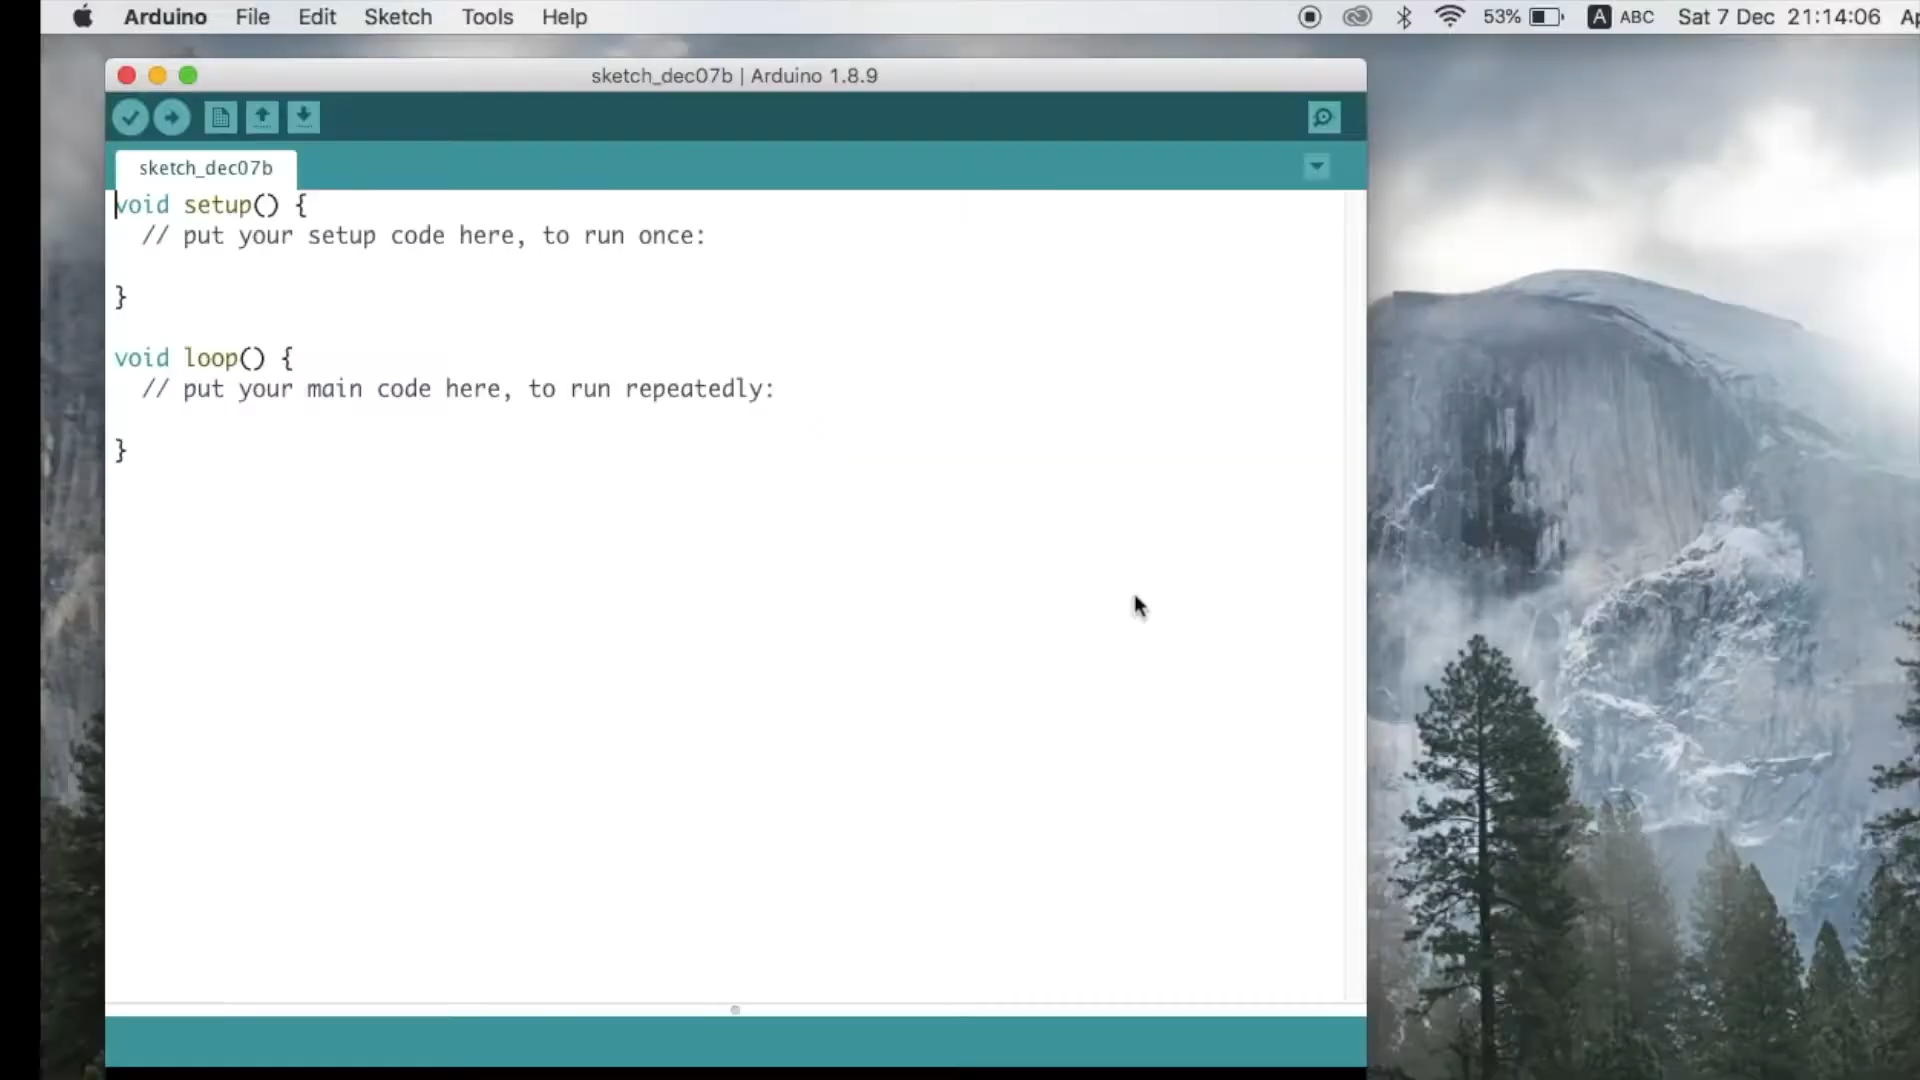 Arduino File Edit Sketch Tools Help 53% A ABC Sat 7 Dec 21:14:06
sketch_dec07b | Arduino 1.8.9
sketch_dec07b
void setup() {
  // put your setup code here, to run once:
}
void loop() {
  // put your main code here, to run repeatedly:
}